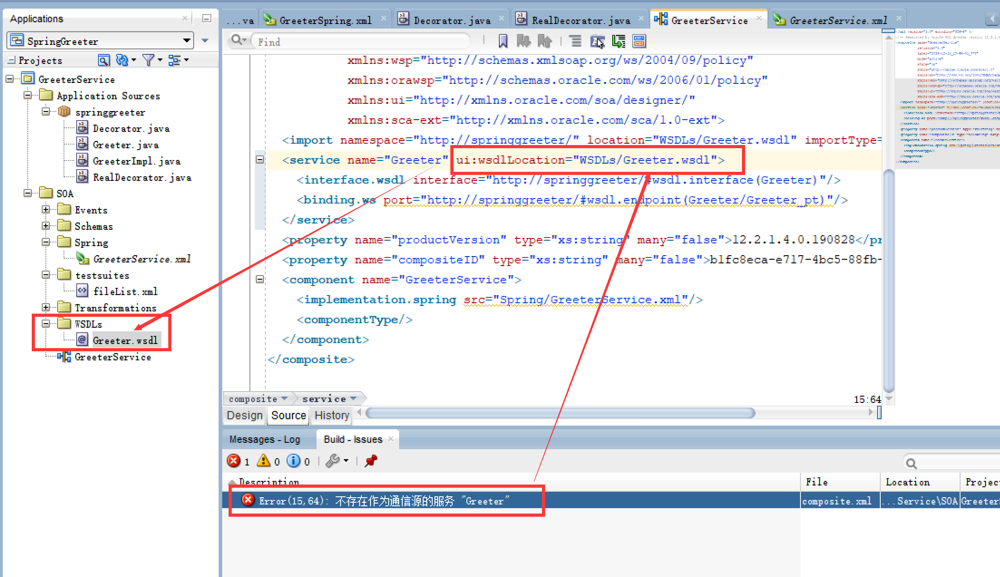 Applications
SpringGreeter
Projects
GreeterService
Application Sources
springgreeter
Decorator.java
Greeter.java
GreeterImpl.java
RealDecorator.java
SOA
Events
Schemas
Spring
GreeterService.xml
testsuites
fileList.xml
Transformations
WSDLs
Greeter.wsdl
GreeterService
...va
GreeterSpring.xml
Decorator.java
RealDecorator.java
GreeterService
GreeterService.xml
Find
xmlns:wsp="http://schemas.xmlsoap.org/ws/2004/09/policy"
xmlns:orawsp="http://schemas.oracle.com/ws/2006/01/policy"
xmlns:ui="http://xmlns.oracle.com/soa/designer/"
xmlns:sca-ext="http://xmlns.oracle.com/sca/1.0-ext">
<import namespace="http://springgreeter/" location="WSDLs/Greeter.wsdl" importType=
<service name="Greeter" ui:wsdlLocation="WSDLs/Greeter.wsdl">
<interface.wsdl interface="http://springgreeter/#wsdl.interface(Greeter)"/>
<binding.ws port="http://springgreeter/#wsdl.endpoint(Greeter/Greeter_pt)"/>
</service>
<property name="productVersion" type="xs:string" many="false">12.2.1.4.0.190828</pr
<property name="compositeID" type="xs:string" many="false">b1fc8eca-e717-4bc5-88fb-
<component name="GreeterService">
<implementation.spring src="Spring/GreeterService.xml"/>
<componentType/>
</component>
</composite>
composite
service
15:64
Design
Source
History
Messages - Log
Build - Issues
1
0
0
Description
File
Location
Projec
Error(15,64): 不存在作为通信源的服务 "Greeter"
composite.xml
...Service\SOA
Greeter